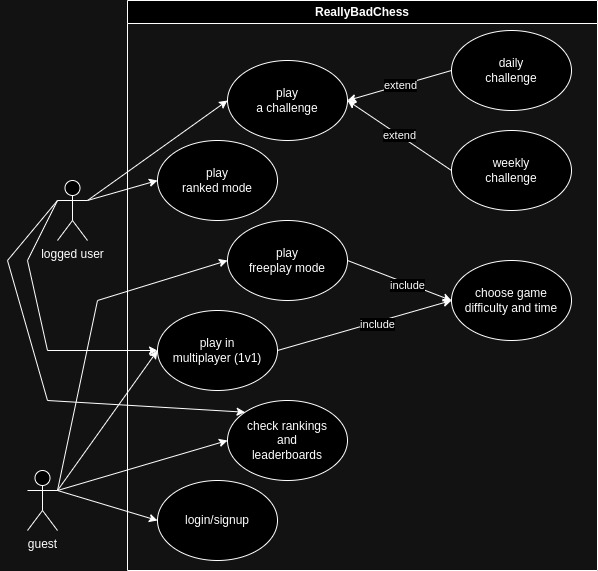 ReallyBadChess
play
a challenge
extend
daily
challenge
extend
weekly
challenge
play
ranked mode
logged user
play
freeplay mode
include
choose game
difficulty and time
include
play in
multiplayer (1v1)
check rankings
and
leaderboards
login/signup
guest